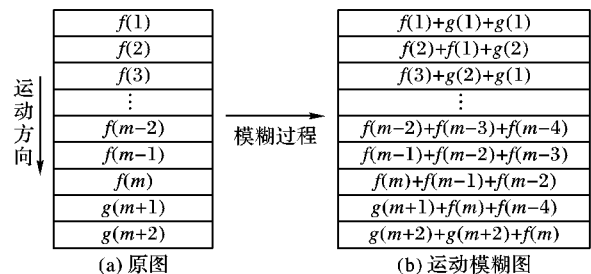 f(1)
f(2)
f(3)
⋮
f(m−2)
f(m−1)
f(m)
g(m+1)
g(m+2)
运动方向
(a) 原图
模糊过程
f(1)+g(1)+g(1)
f(2)+f(1)+g(2)
f(3)+g(2)+g(1)
⋮
f(m−2)+f(m−3)+f(m−4)
f(m−1)+f(m−2)+f(m−3)
f(m)+f(m−1)+f(m−2)
g(m+1)+f(m)+f(m−4)
g(m+2)+g(m+2)+f(m)
(b) 运动模糊图